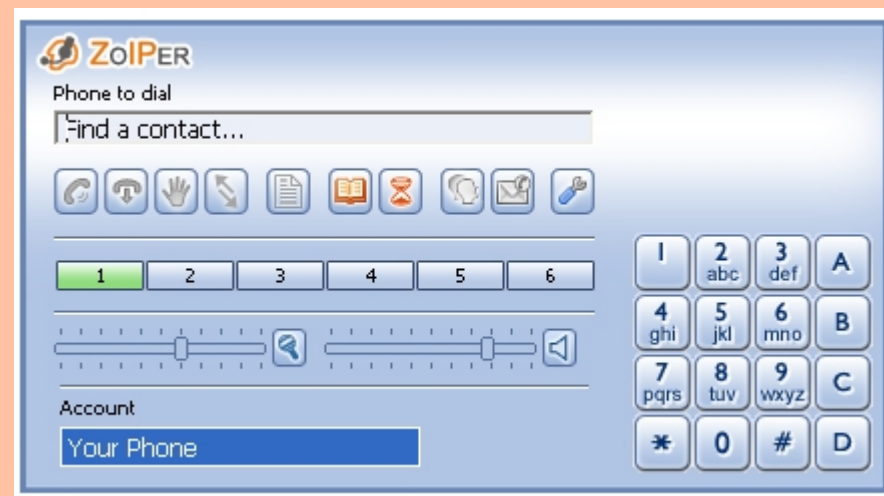 ZoIPer
Phone to dial
Find a contact...
1 2 3 4 5 6
1 2 abc 3 def A
4 ghi 5 jkl 6 mno B
7 pqrs 8 tuv 9 wxyz C
* 0 # D
Account
Your Phone